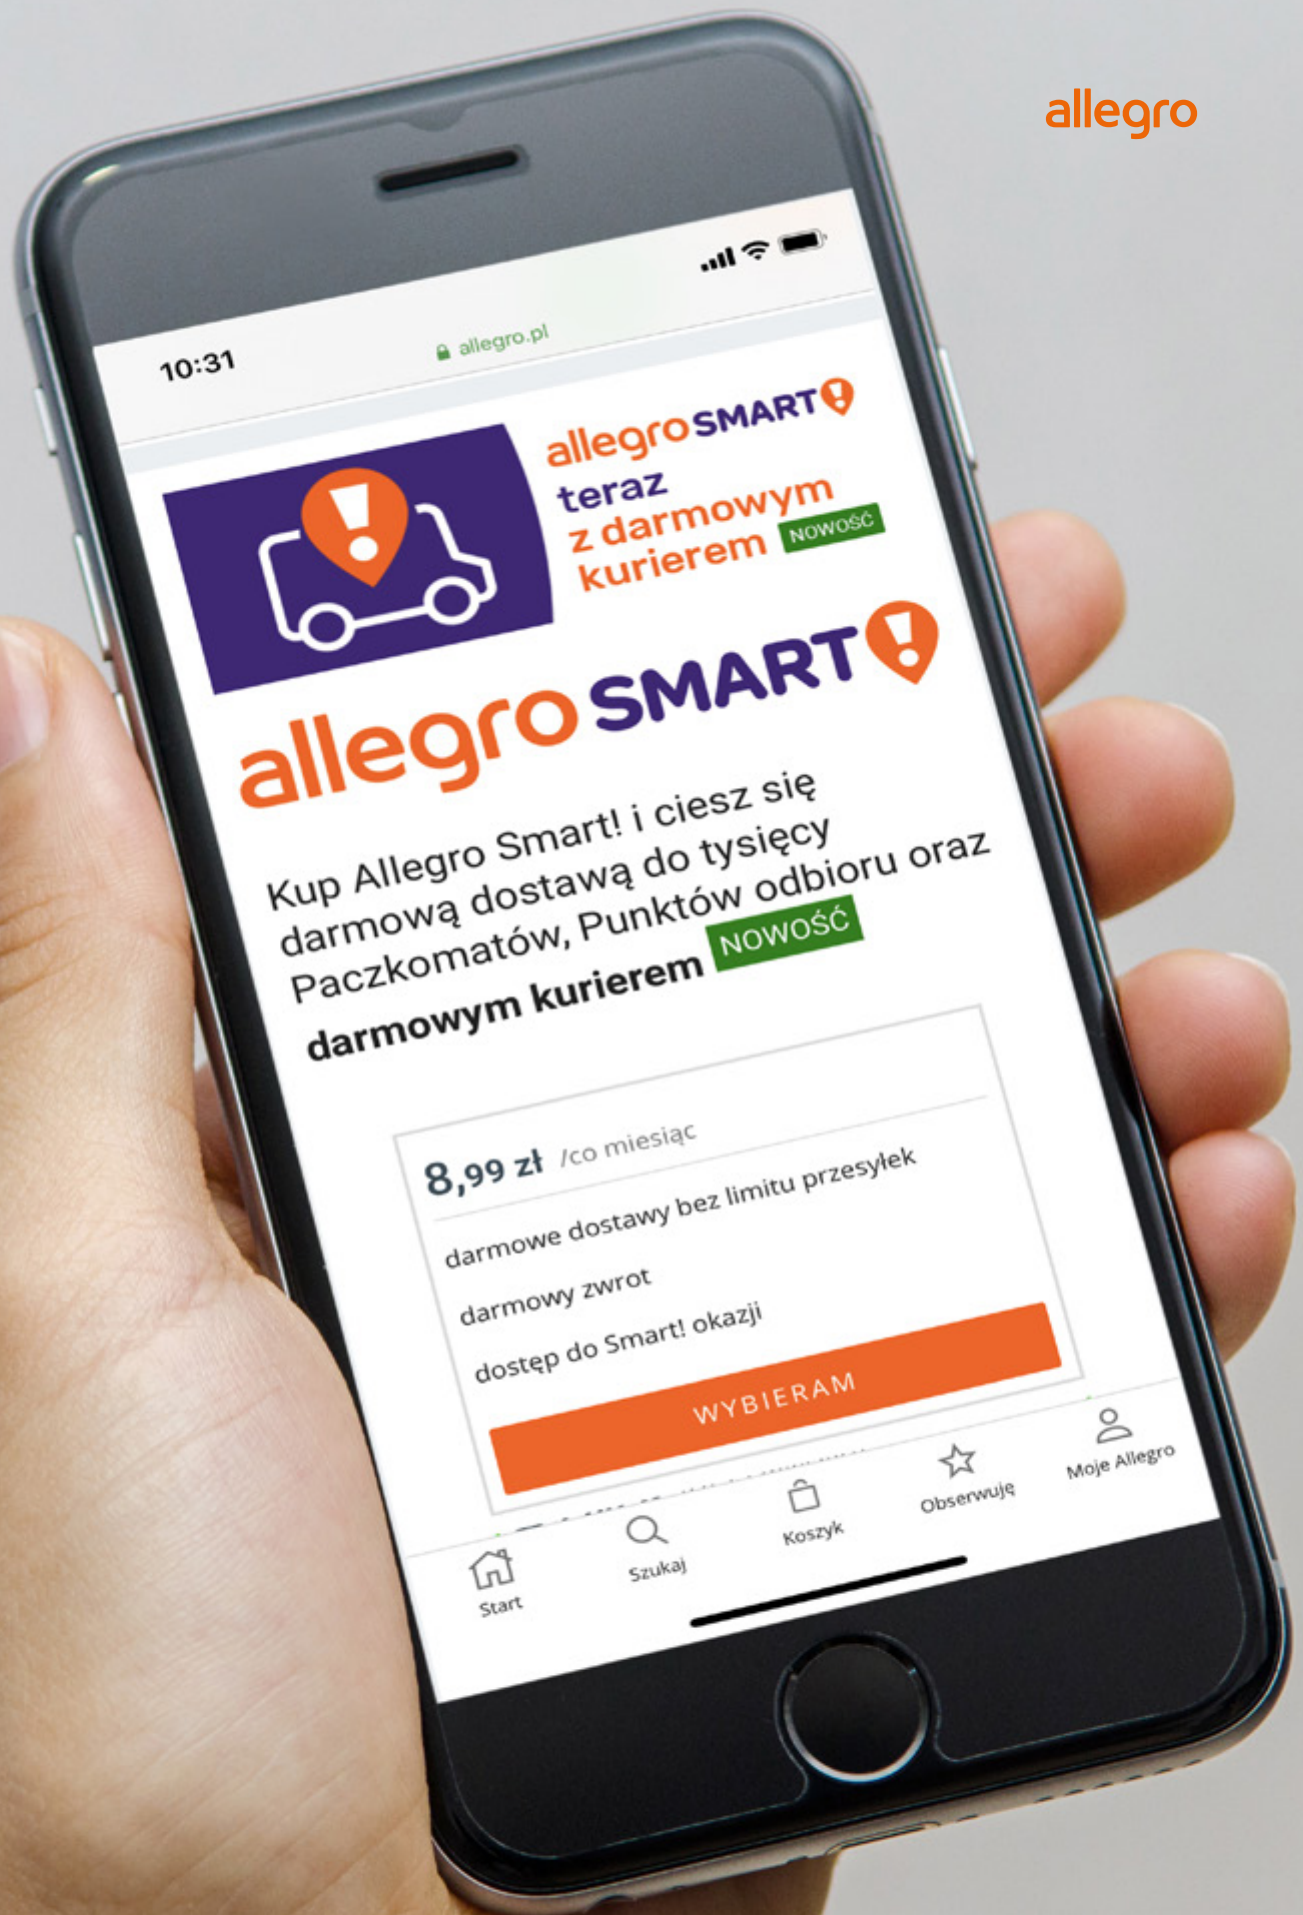 allegro
10:31
allegro.pl
allegro SMART!
teraz
z darmowym
kurierem NOWOŚĆ
allegro SMART!
Kup Allegro Smart! i ciesz się
darmową dostawą do tysięcy
Paczkomatów, Punktów odbioru oraz
darmowym kurierem NOWOŚĆ
8,99 zł /co miesiąc
darmowe dostawy bez limitu przesyłek
darmowy zwrot
dostęp do Smart! okazji
WYBIERAM
Start
Szukaj
Koszyk
Obserwuję
Moje Allegro